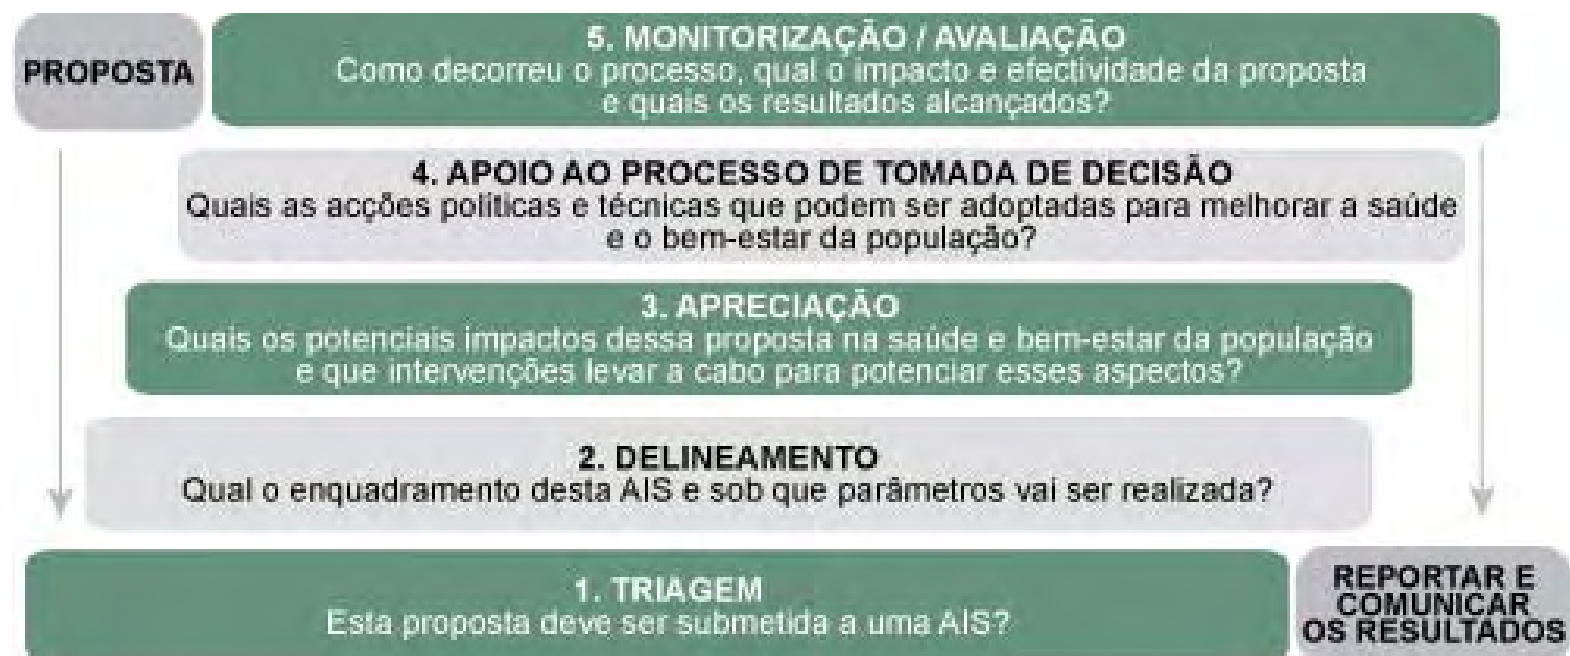 PROPOSTA
5. MONITORIZAÇÃO / AVALIAÇÃO
Como decorreu o processo, qual o impacto e efectividade da proposta
e quais os resultados alcançados?
4. APOIO AO PROCESSO DE TOMADA DE DECISÃO
Quais as acções políticas e técnicas que podem ser adoptadas para melhorar a saúde
e o bem-estar da população?
3. APRECIAÇÃO
Quais os potenciais impactos dessa proposta na saúde e bem-estar da população
e que intervenções levar a cabo para potenciar esses aspectos?
2. DELINEAMENTO
Qual o enquadramento desta AIS e sob que parâmetros vai ser realizada?
1. TRIAGEM
Esta proposta deve ser submetida a uma AIS?
REPORTAR E
COMUNICAR
OS RESULTADOS